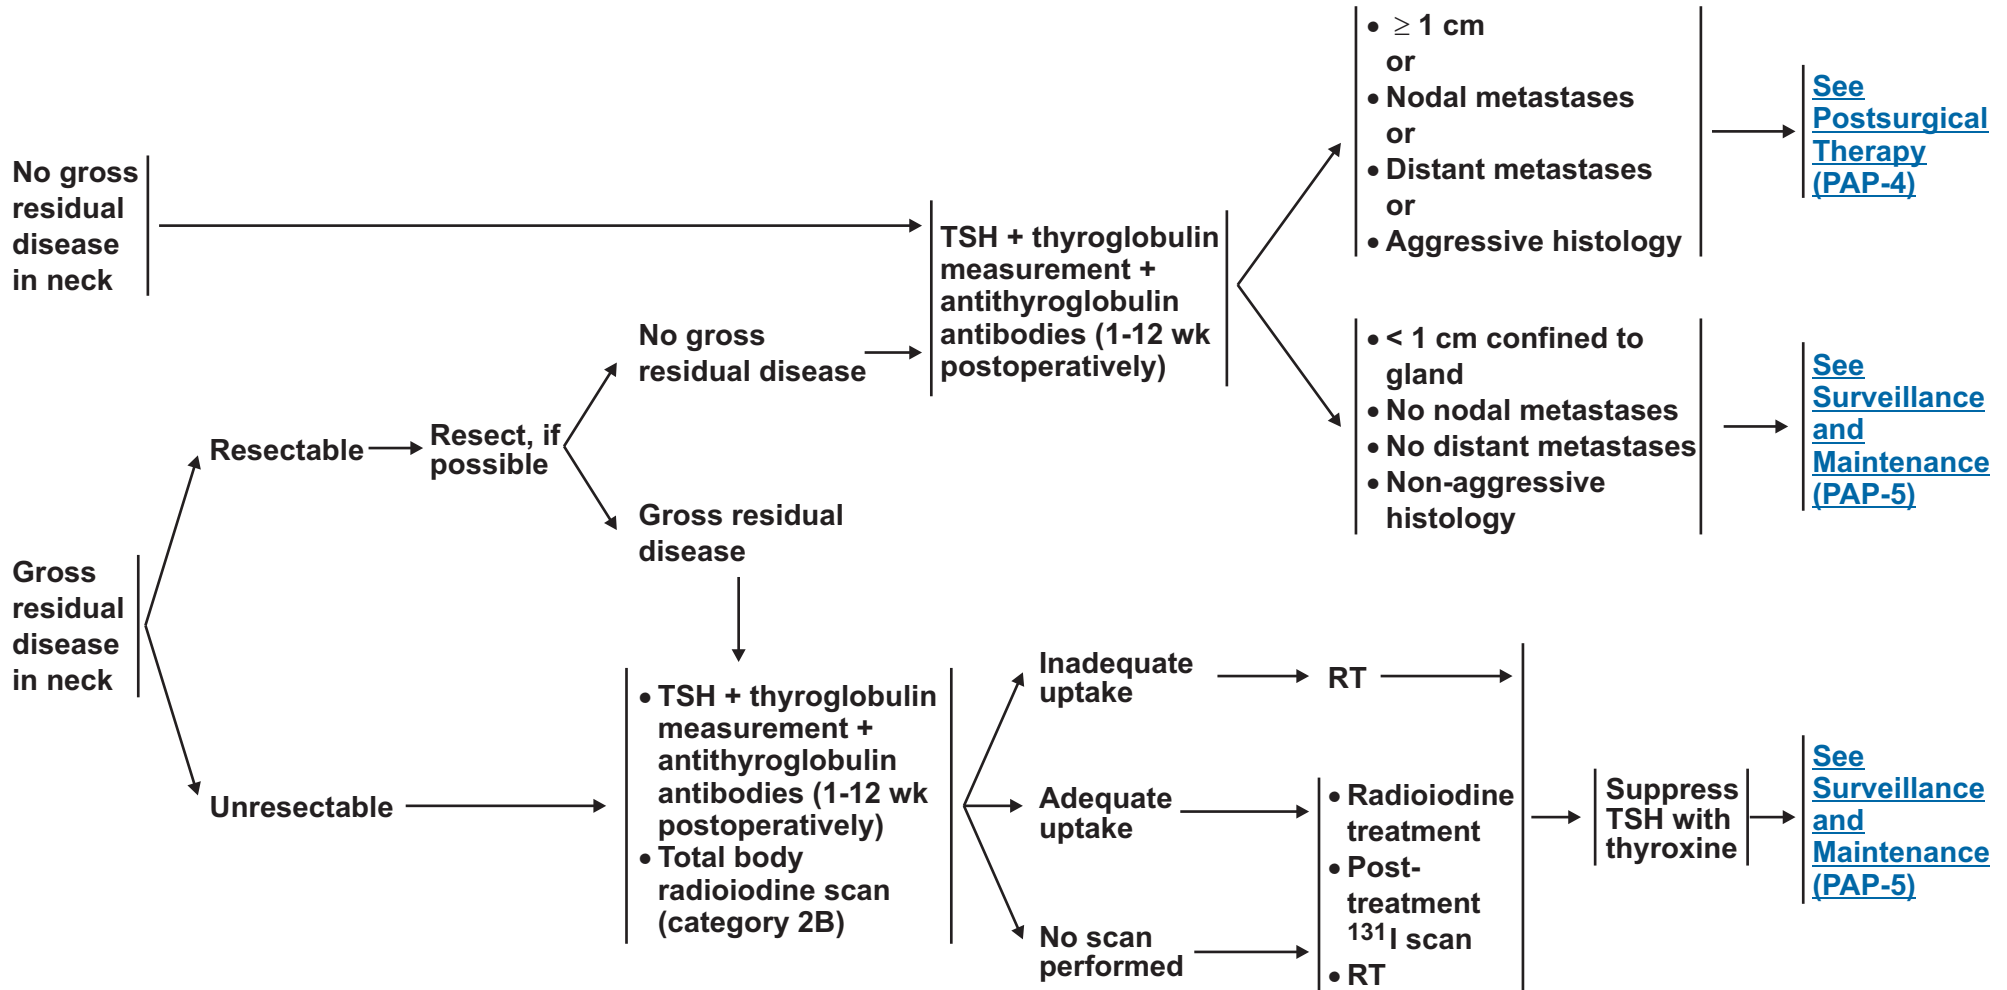 No gross
residual
disease
in neck
TSH + thyroglobulin
measurement +
antithyroglobulin
antibodies (1-12 wk
postoperatively)
• ≥ 1 cm
or
• Nodal metastases
or
• Distant metastases
or
• Aggressive histology
See
Postsurgical
Therapy
(PAP-4)
• < 1 cm confined to
gland
• No nodal metastases
• No distant metastases
• Non-aggressive
histology
See
Surveillance
and
Maintenance
(PAP-5)
Gross
residual
disease
in neck
Resectable
Resect, if
possible
No gross
residual disease
Gross residual
disease
Unresectable
• TSH + thyroglobulin
measurement +
antithyroglobulin
antibodies (1-12 wk
postoperatively)
• Total body
radioiodine scan
(category 2B)
Inadequate
uptake
RT
Adequate
uptake
No scan
performed
• Radioiodine
treatment
• Post-
treatment
131I scan
• RT
Suppress
TSH with
thyroxine
See
Surveillance
and
Maintenance
(PAP-5)